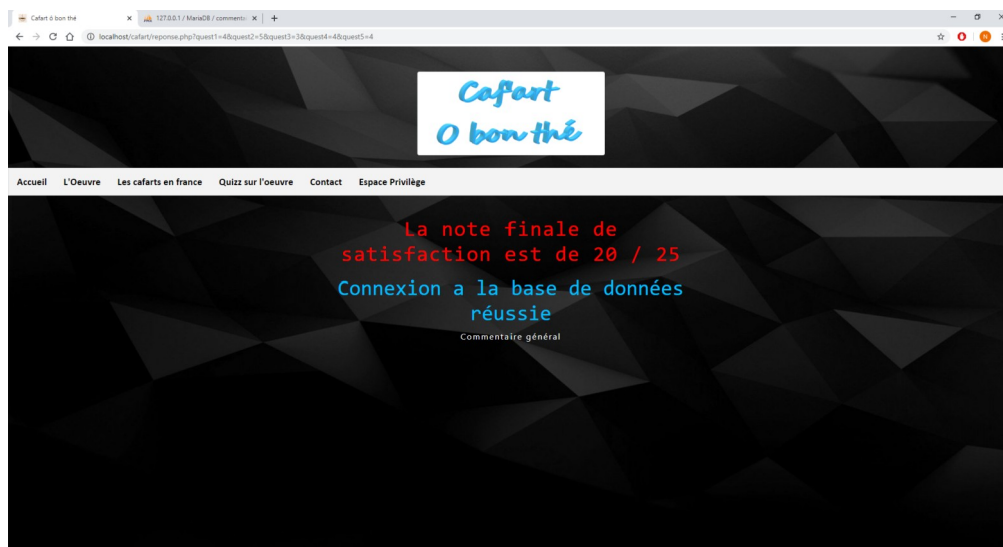 Cafart ô bon thé
127.0.0.1 / MariaDB / comment
localhost/cafart/reponse.php?quest1=4&quest2=5&quest3=3&quest4=4&quest5=4
N
Caf'art
O bon thé
Accueil L'Oeuvre Les cafarts en france Quizz sur l'oeuvre Contact Espace Privilège
La note finale de
satisfaction est de 20 / 25
Connexion a la base de données
réussie
Commentaire général